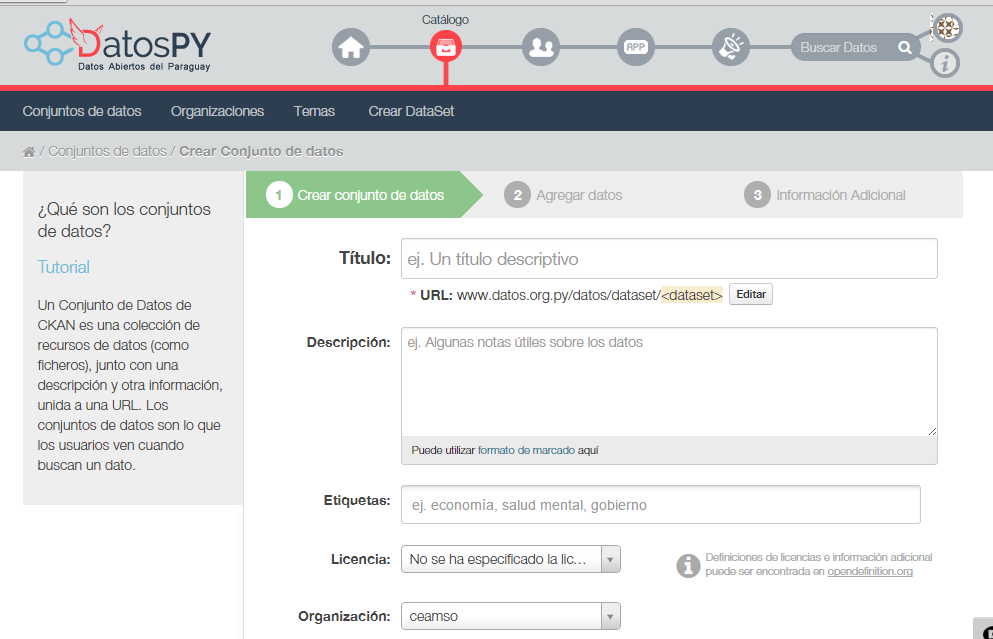 Catálogo
DatosPY
Datos Abiertos del Paraguay
APP
Buscar Datos
i
Conjuntos de datos
Organizaciones
Temas
Crear DataSet
/ Conjuntos de datos / Crear Conjunto de datos
¿Qué son los conjuntos
de datos?
Tutorial
Un Conjunto de Datos de
CKAN es una colección de
recursos de datos (como
ficheros), junto con una
descripción y otra información,
unida a una URL. Los
conjuntos de datos son lo que
los usuarios ven cuando
buscan un dato.
1 Crear conjunto de datos
2 Agregar datos
3 Información Adicional
Título: ej. Un título descriptivo
* URL: www.datos.org.py/datos/dataset/<dataset> Editar
Descripción: ej. Algunas notas útiles sobre los datos
Puede utilizar formato de marcado aquí
Etiquetas: ej. economía, salud mental, gobierno
Licencia: No se ha especificado la lic...
i Definiciones de licencias e información adicional
puede ser encontrada en opendefinition.org
Organización: ceamso